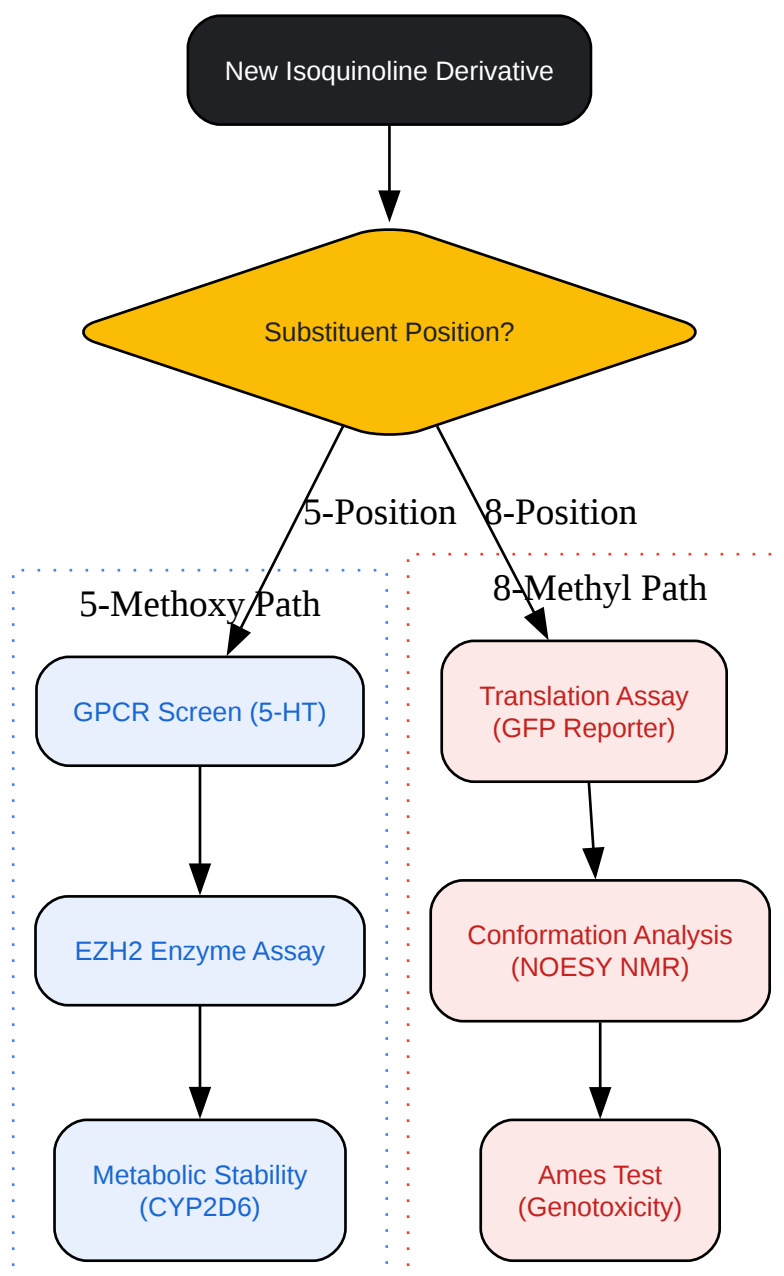 New Isoquinoline Derivative
Substituent Position?
5-Position
8-Position
5-Methoxy Path
GPCR Screen (5-HT)
EZH2 Enzyme Assay
Metabolic Stability
(CYP2D6)
8-Methyl Path
Translation Assay
(GFP Reporter)
Conformation Analysis
(NOESY NMR)
Ames Test
(Genotoxicity)